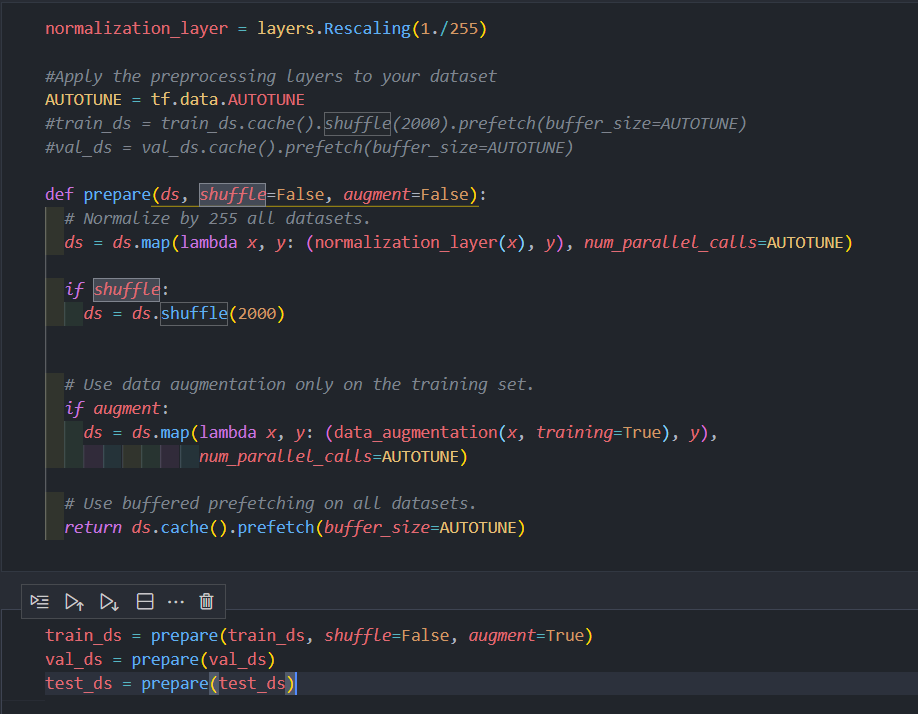 normalization_layer = layers.Rescaling(1./255)
#Apply the preprocessing layers to your dataset
AUTOTUNE = tf.data.AUTOTUNE
#train_ds = train_ds.cache().shuffle(2000).prefetch(buffer_size=AUTOTUNE)
#val_ds = val_ds.cache().prefetch(buffer_size=AUTOTUNE)
def prepare(ds, shuffle=False, augment=False):
# Normalize by 255 all datasets.
ds = ds.map(lambda x, y: (normalization_layer(x), y), num_parallel_calls=AUTOTUNE)
if shuffle:
ds = ds.shuffle(2000)
# Use data augmentation only on the training set.
if augment:
ds = ds.map(lambda x, y: (data_augmentation(x, training=True), y),
num_parallel_calls=AUTOTUNE)
# Use buffered prefetching on all datasets.
return ds.cache().prefetch(buffer_size=AUTOTUNE)
train_ds = prepare(train_ds, shuffle=False, augment=True)
val_ds = prepare(val_ds)
test_ds = prepare(test_ds)